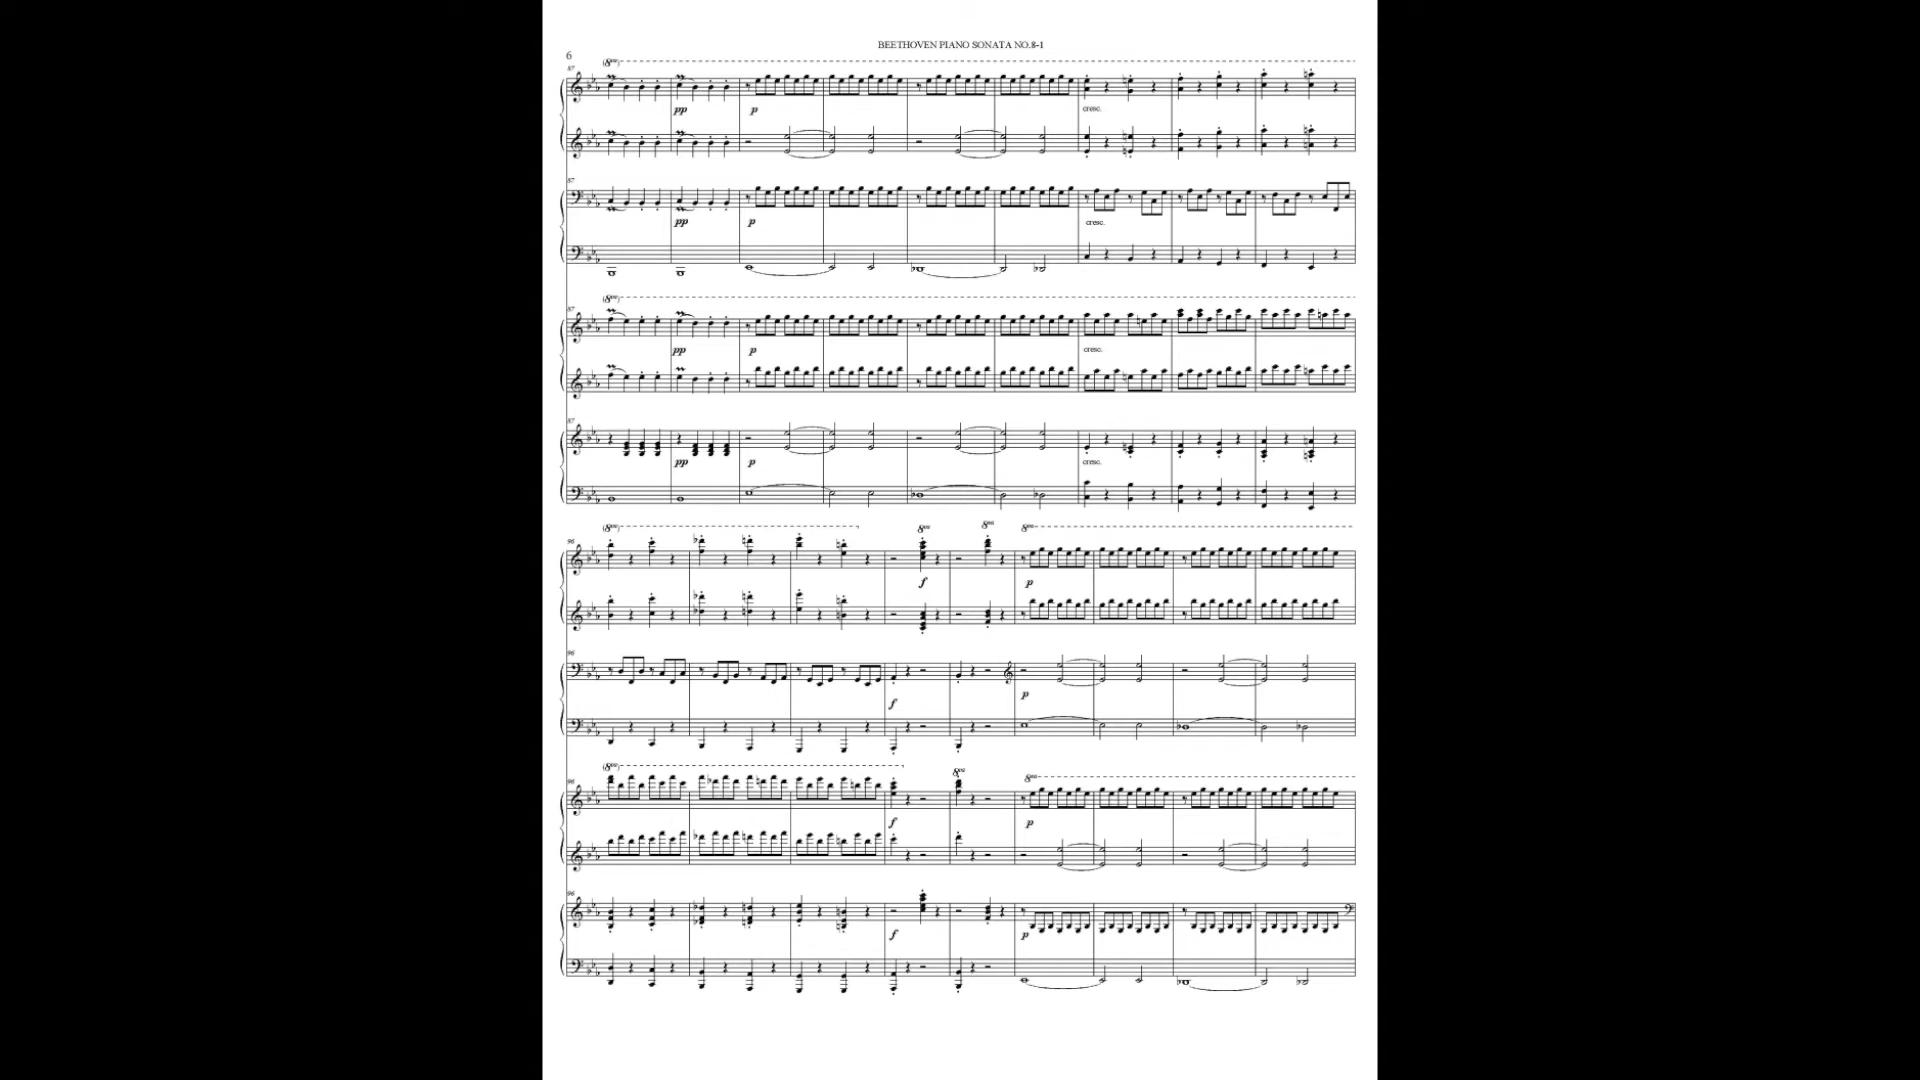 BEETHOVEN PIANO SONATA NO.8-1
6
(8va)
87
pp
p
cresc.
87
pp
p
cresc.
(8va)
87
pp
p
cresc.
87
pp
p
cresc.
(8va)
8va
8va
8va
96
f
p
96
f
p
(8va)
8va
8va
96
f
p
96
f
p